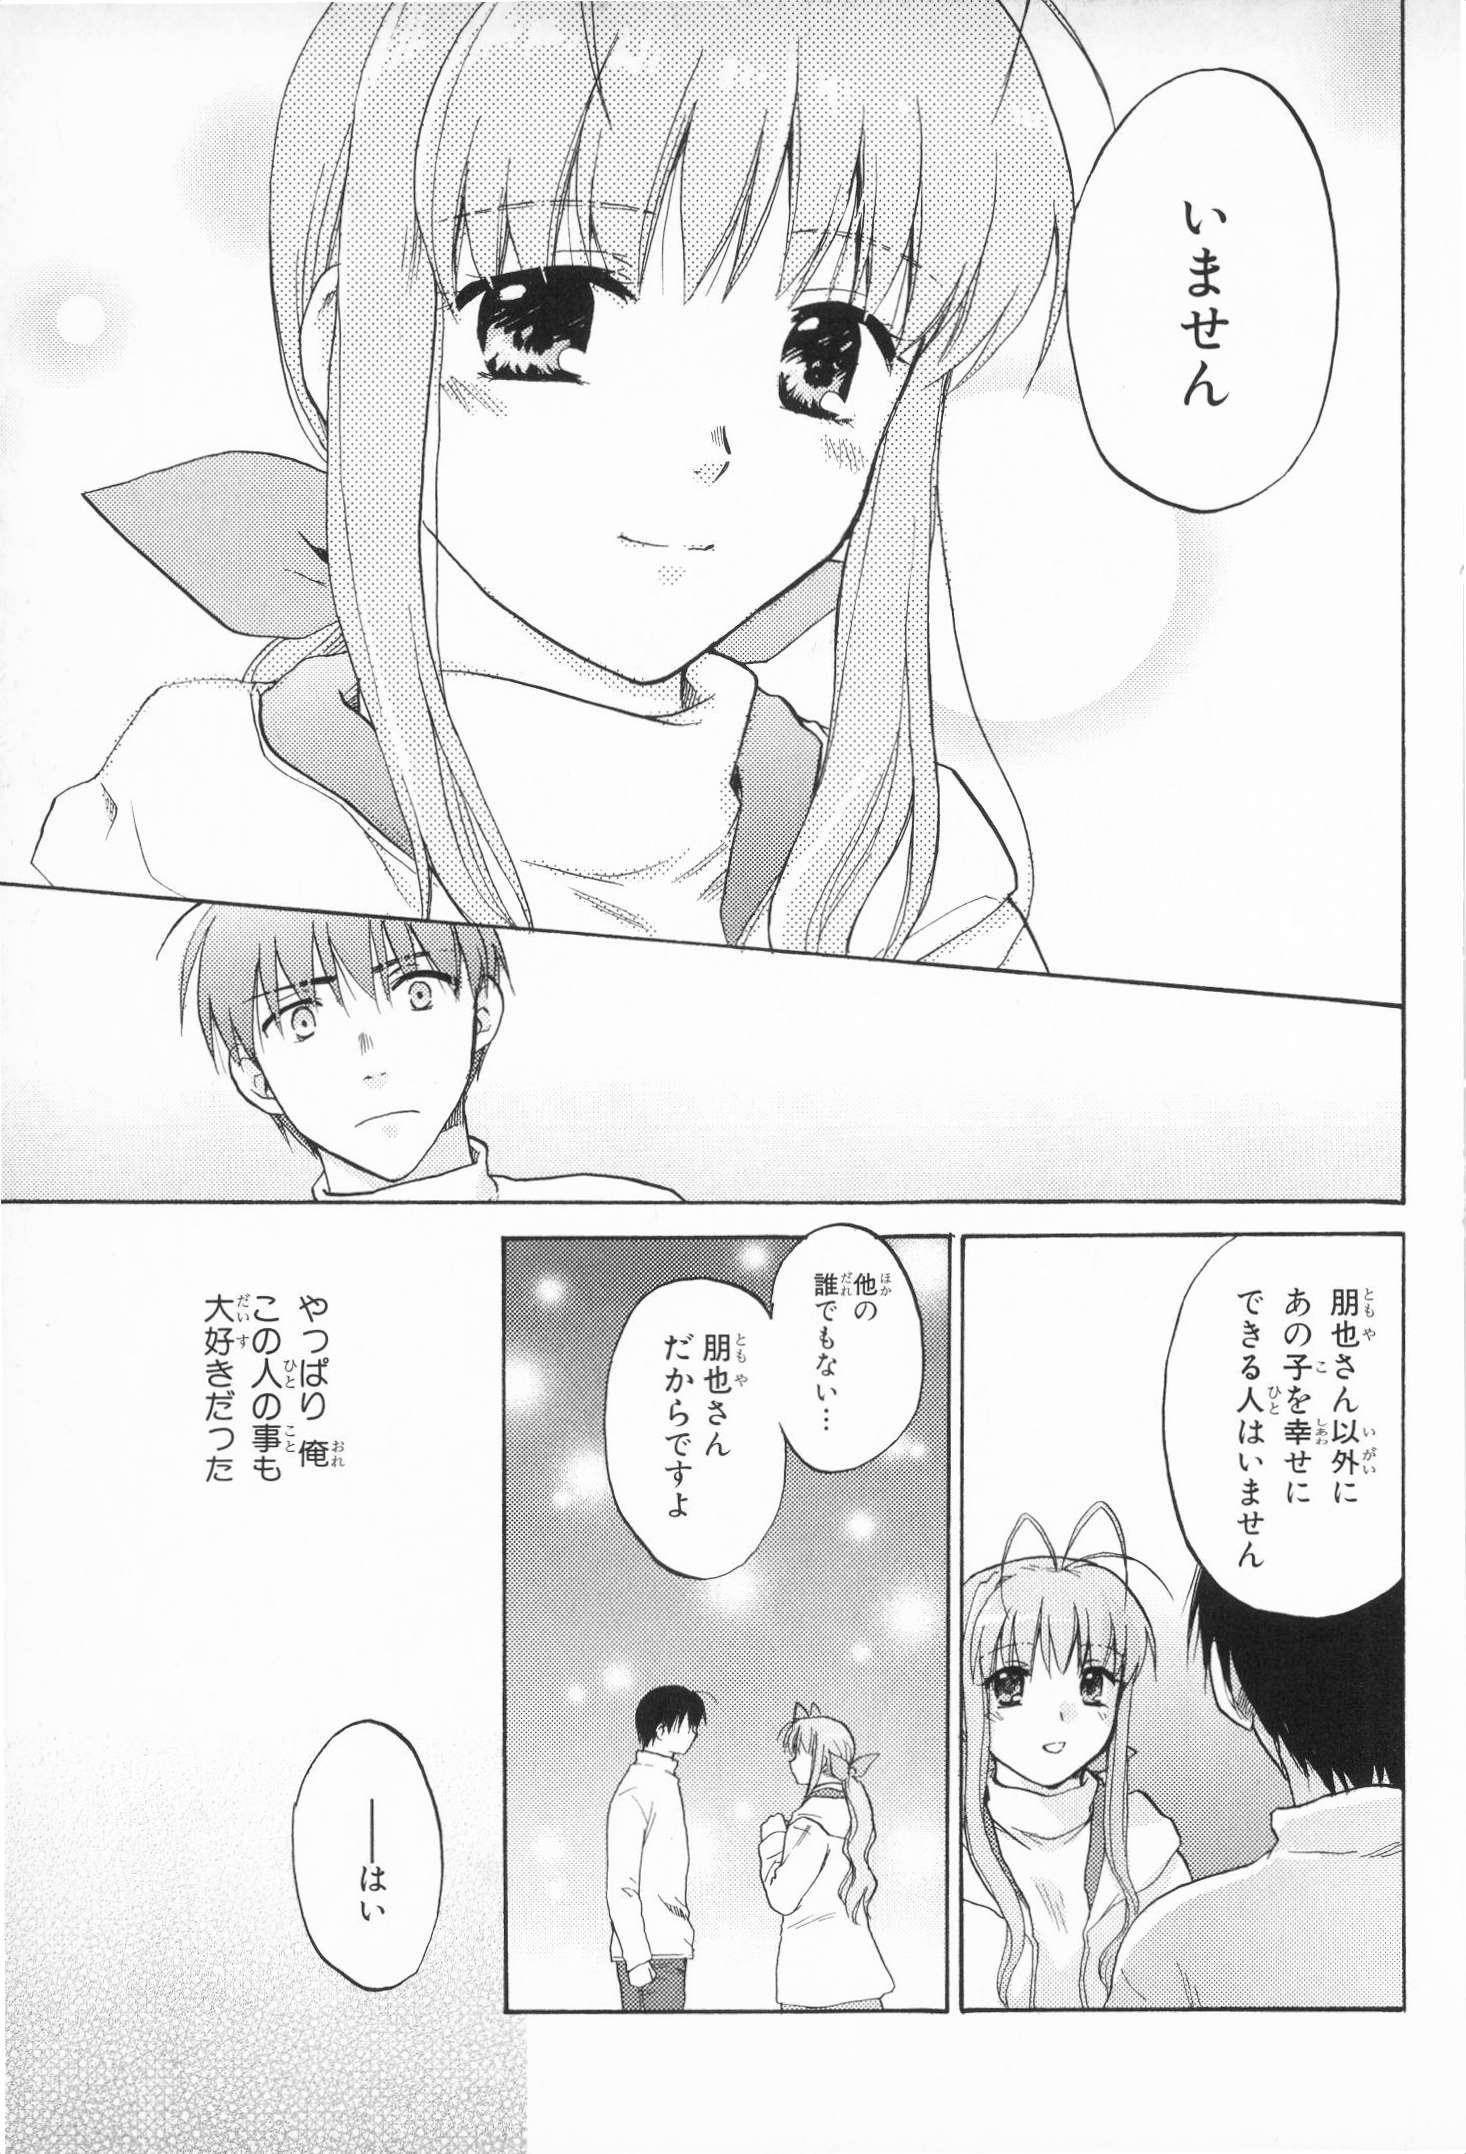 いません
朋也さん以外に
あの子を幸せに
できる人はいません
他の
誰でもない…
朋也さん
だからですよ
やっぱり 俺
この人の事も
大好きだった
──はい